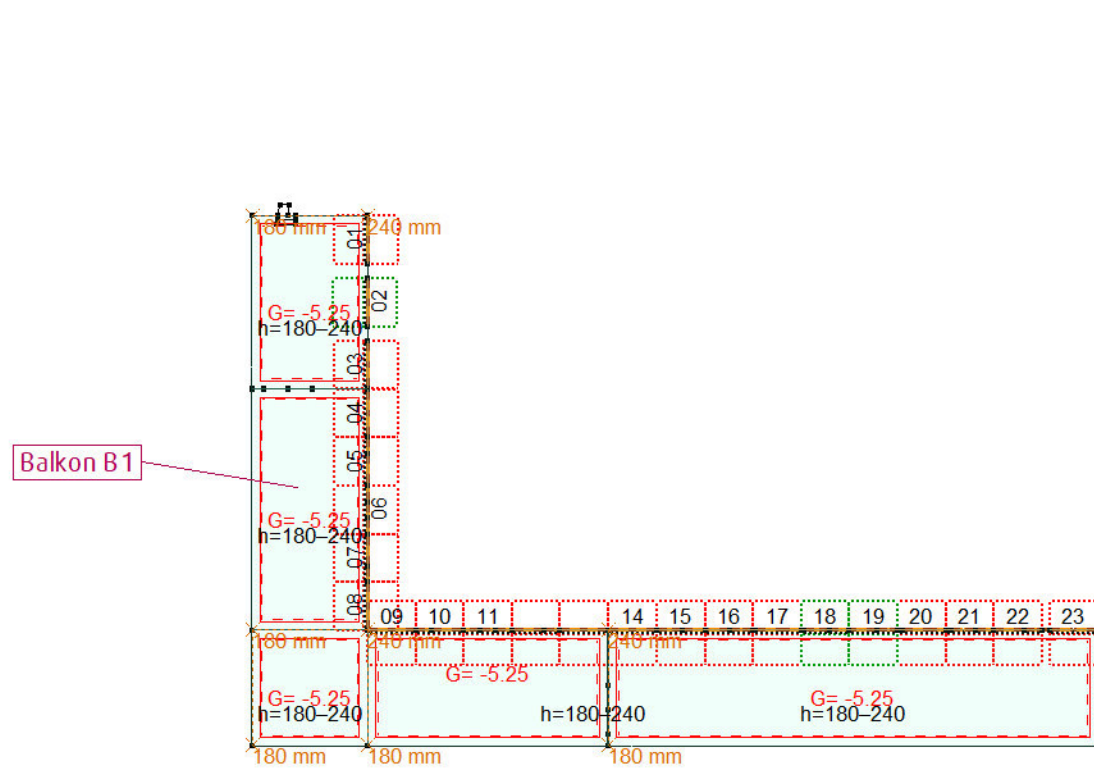 180 mm 240 mm
01
02
G= -5.25
h=180–240
03
04
Balkon B1
05
06
G= -5.25
h=180–240
07
08
09 10 11 14 15 16 17 18 19 20 21 22 23
180 mm 240 mm 240 mm
G= -5.25
G= -5.25 G= -5.25
h=180–240 h=180–240 h=180–240
180 mm 180 mm 180 mm